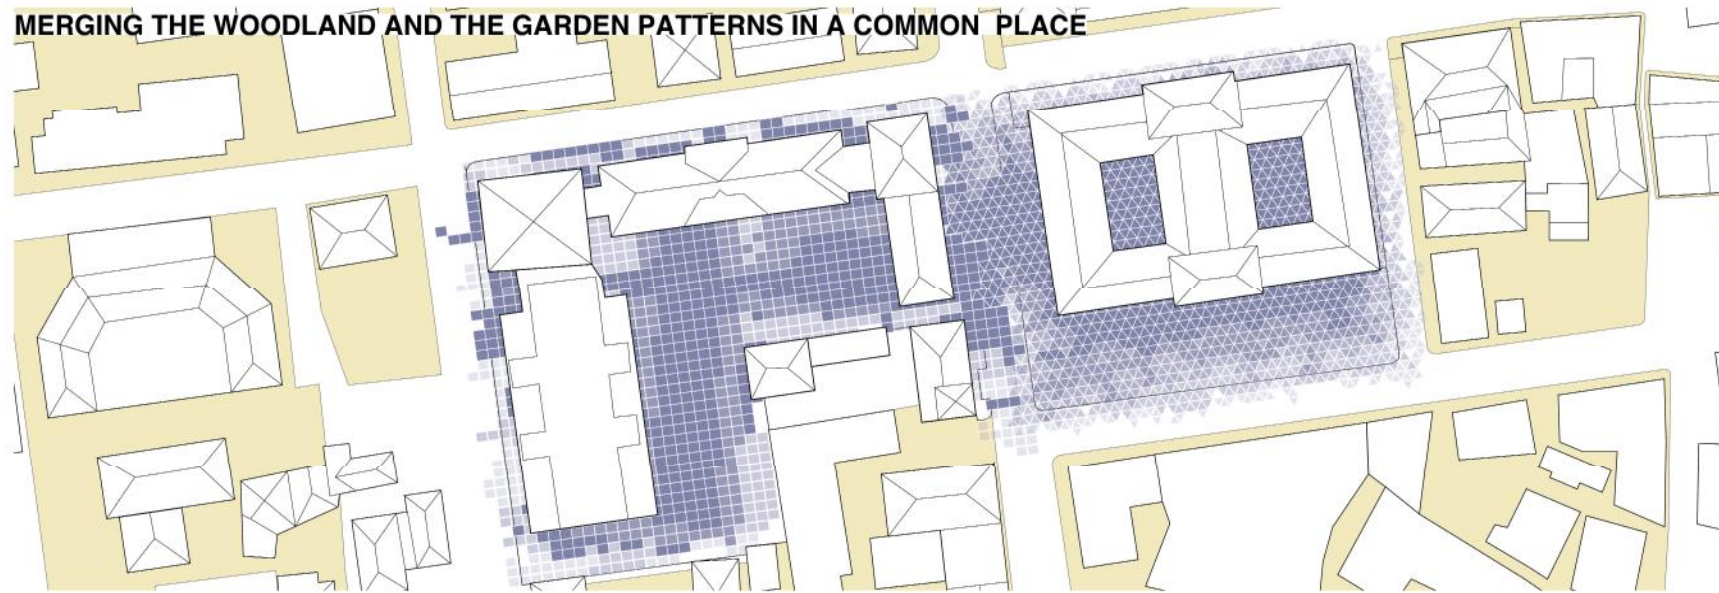 MERGING THE WOODLAND AND THE GARDEN PATTERNS IN A COMMON PLACE